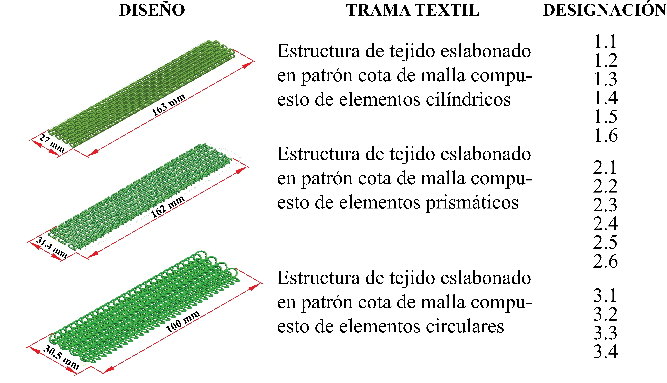 DISEÑO TRAMA TEXTIL DESIGNACIÓN
Estructura de tejido eslabonado
en patrón cota de malla compu-
esto de elementos cilíndricos
1.1
1.2
1.3
1.4
1.5
1.6
27 mm
163 mm
Estructura de tejido eslabonado
en patrón cota de malla compu-
esto de elementos prismáticos
2.1
2.2
2.3
2.4
2.5
2.6
31.4 mm
162 mm
Estructura de tejido eslabonado
en patrón cota de malla compu-
esto de elementos circulares
3.1
3.2
3.3
3.4
30.5 mm
160 mm